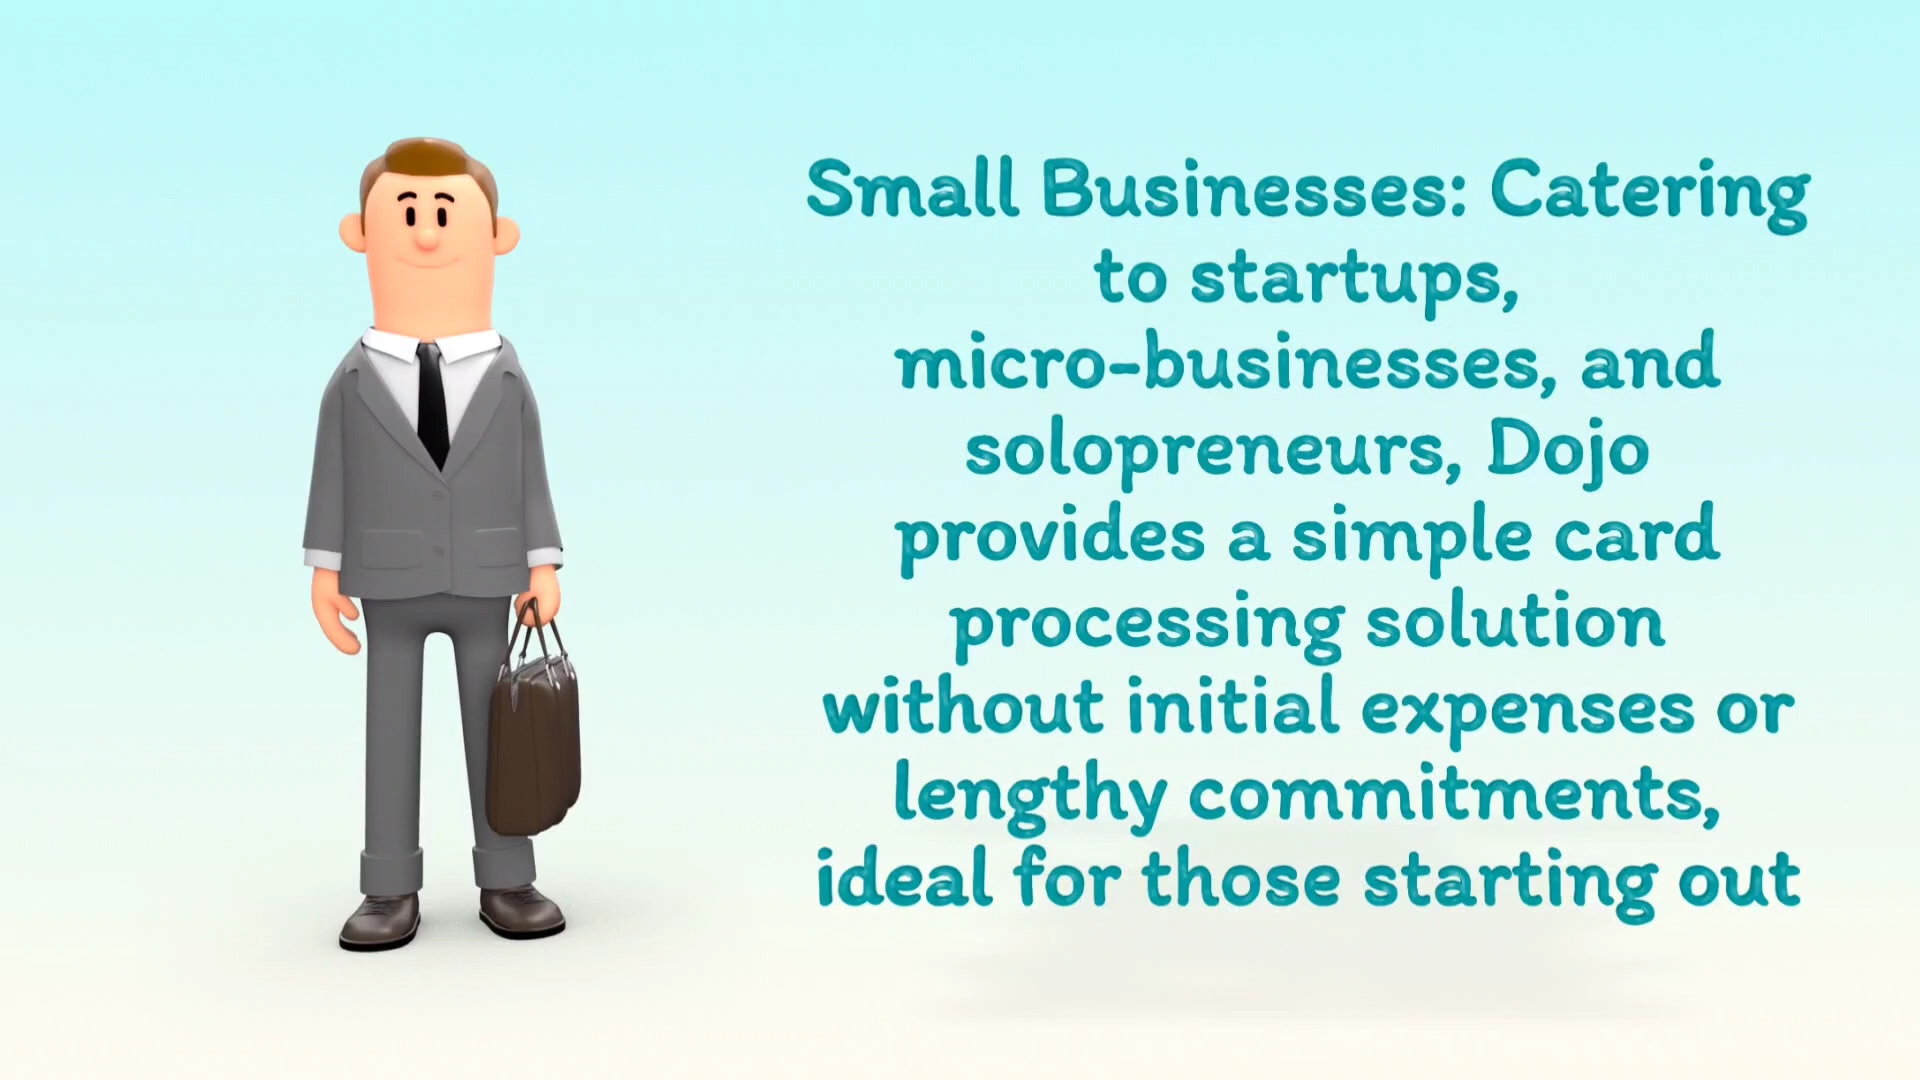 Small Businesses: Catering
to startups,
micro-businesses, and
solopreneurs, Dojo
provides a simple card
processing solution
without initial expenses or
lengthy commitments,
ideal for those starting out